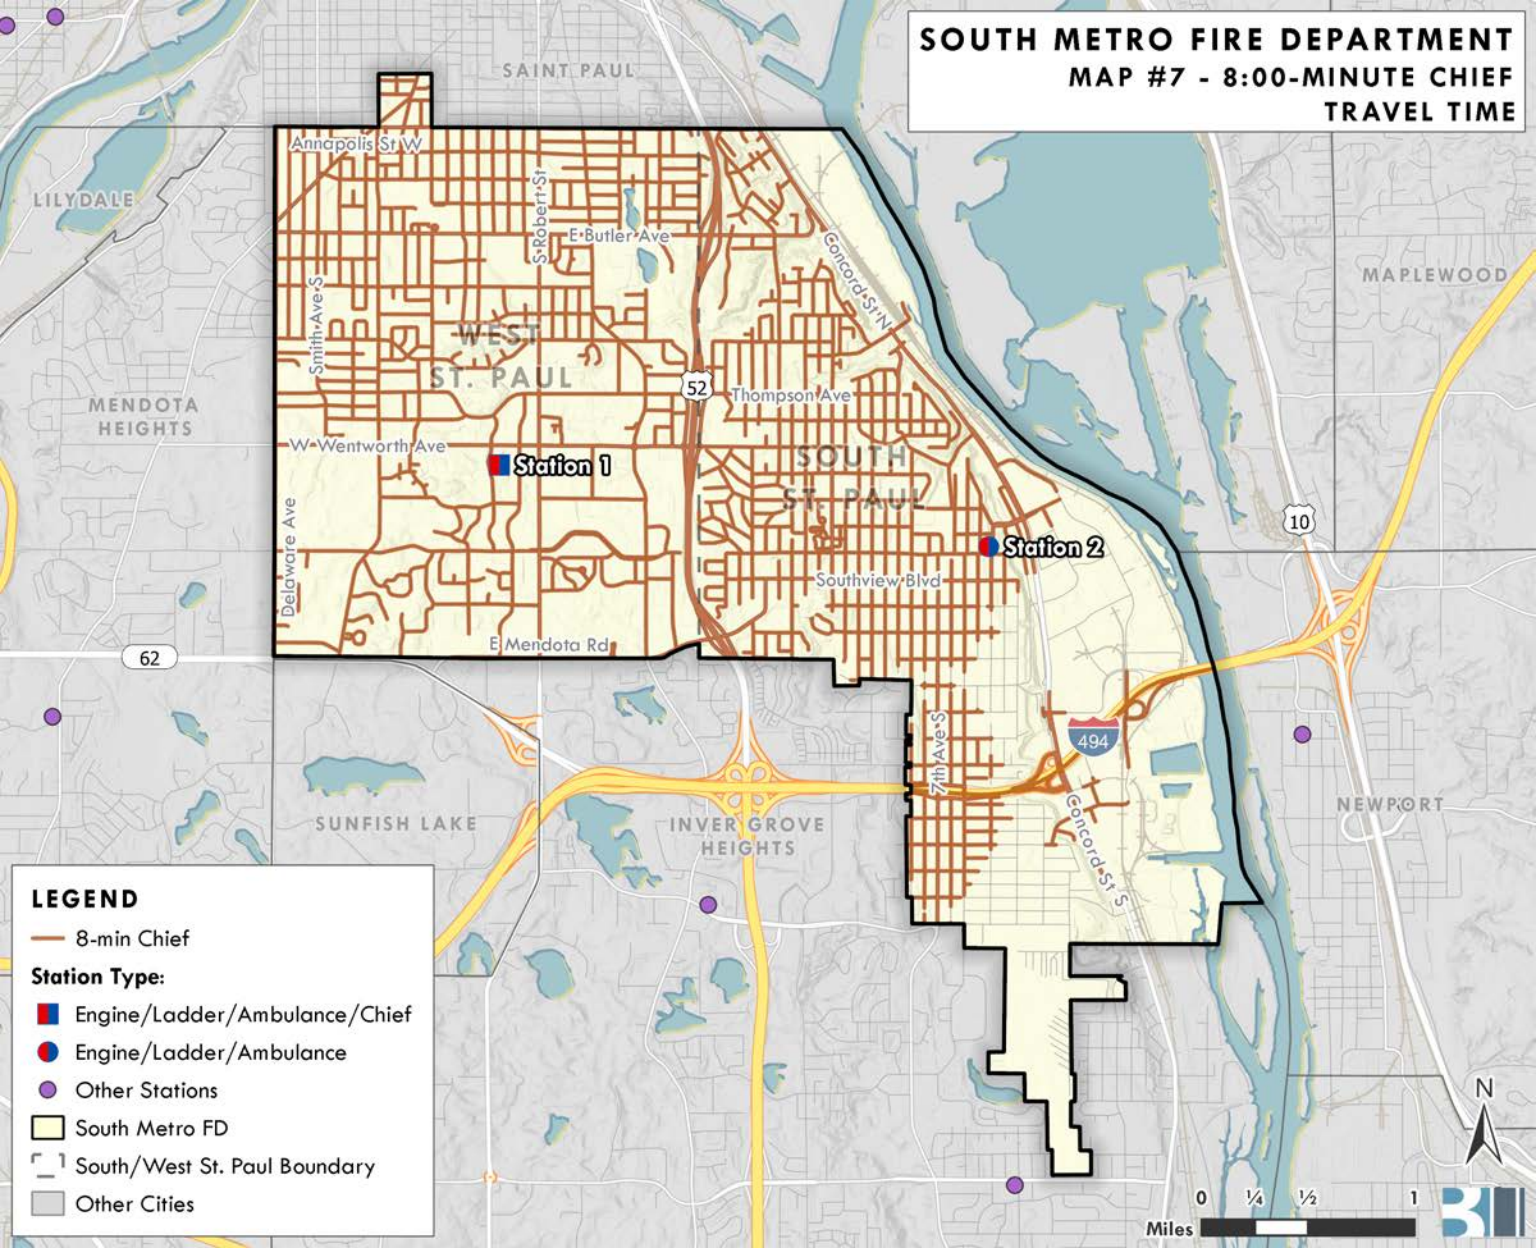 SOUTH METRO FIRE DEPARTMENT
MAP #7 - 8:00-MINUTE CHIEF
TRAVEL TIME
SAINT PAUL
Annapolis St W
LILYDALE
S Robert St
E Butler Ave
Concord St N
MAPLEWOOD
Smith Ave S
WEST
ST. PAUL
52
Thompson Ave
MENDOTA
HEIGHTS
W Wentworth Ave
Station 1
SOUTH
ST. PAUL
10
Station 2
Delaware Ave
Southview Blvd
E Mendota Rd
62
7th Ave S
494
SUNFISH LAKE
INVER GROVE
HEIGHTS
Concord St S
NEWPORT
LEGEND
8-min Chief
Station Type:
Engine/Ladder/Ambulance/Chief
Engine/Ladder/Ambulance
Other Stations
South Metro FD
South/West St. Paul Boundary
Other Cities
N
0 ¼ ½ 1
Miles